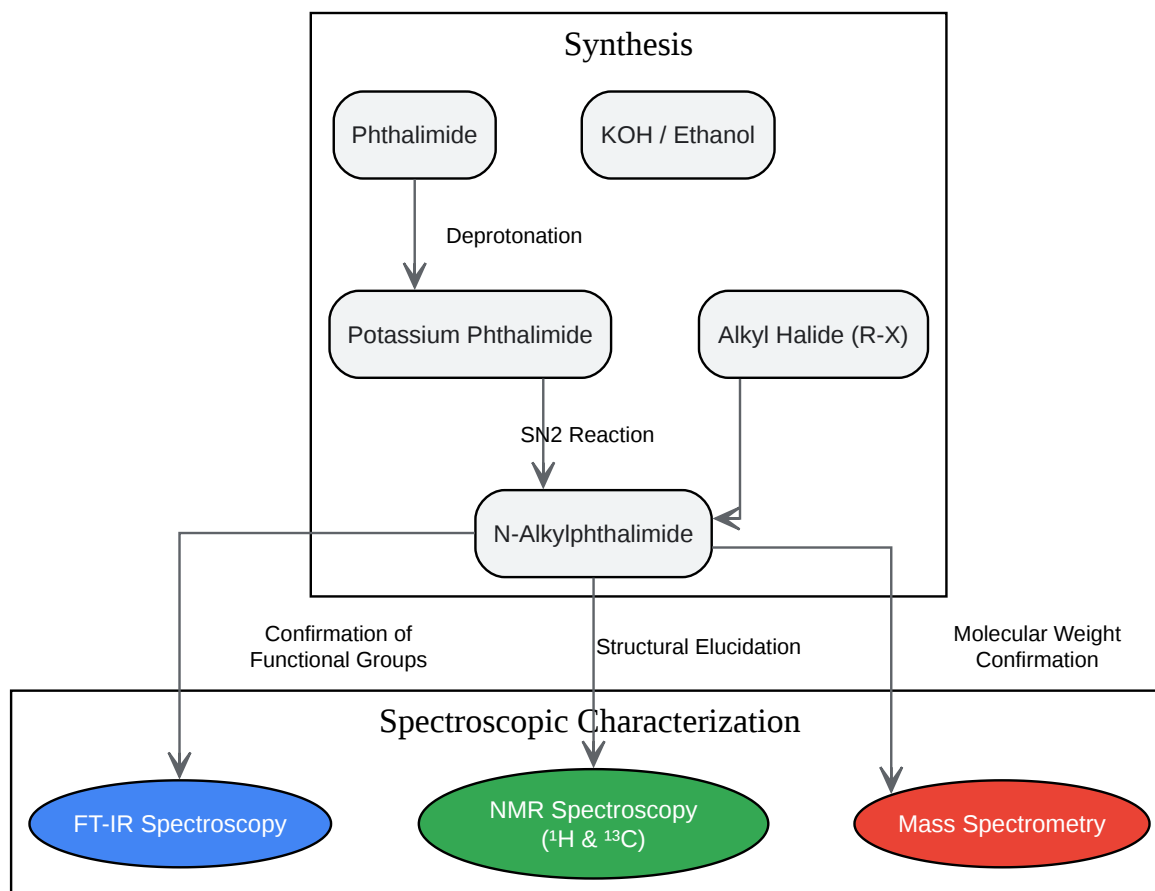 Synthesis
Phthalimide
KOH / Ethanol
Deprotonation
Potassium Phthalimide
Alkyl Halide (R-X)
SN2 Reaction
N-Alkylphthalimide
Confirmation of
Functional Groups
Structural Elucidation
Molecular Weight
Confirmation
Spectroscopic Characterization
FT-IR Spectroscopy
NMR Spectroscopy
(¹H & ¹³C)
Mass Spectrometry